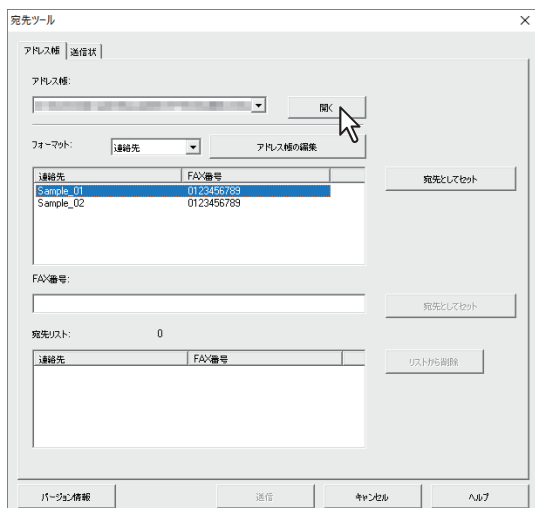 宛先ツール
アドレス帳 送信状
アドレス帳:
開く
フォーマット: 連絡先 アドレス帳の編集
連絡先 FAX番号
Sample_01 0123456789
Sample_02 0123456789
宛先としてセット
FAX番号:
宛先としてセット
宛先リスト: 0
連絡先 FAX番号
リストから削除
バージョン情報 送信 キャンセル ヘルプ